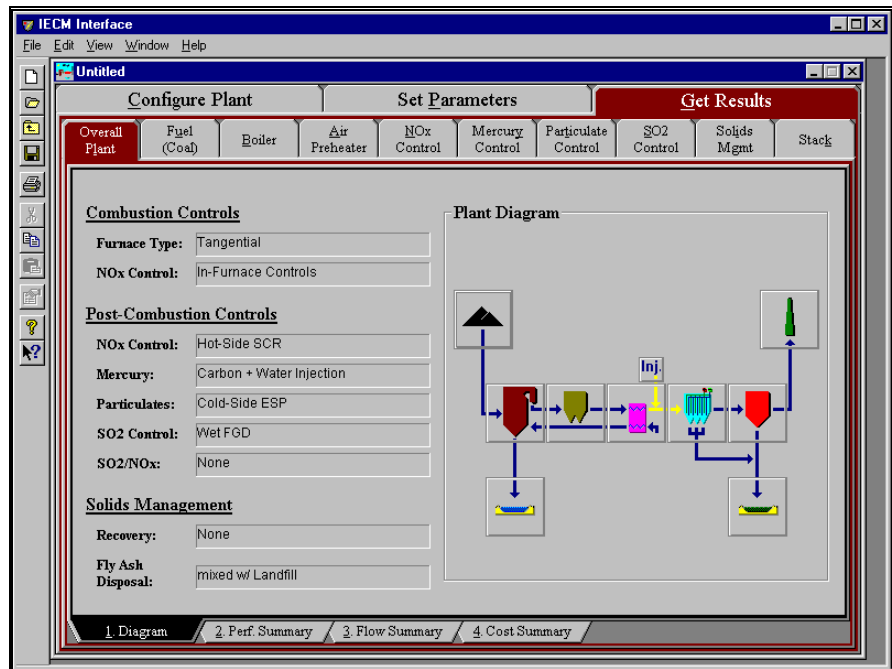 IECM Interface
File Edit View Window Help
Untitled
Configure Plant Set Parameters Get Results
Overall Plant Fuel (Coal) Boiler Air Preheater NOx Control Mercury Control Particulate Control SO2 Control Solids Mgmt Stack
Combustion Controls
Furnace Type: Tangential
NOx Control: In-Furnace Controls
Post-Combustion Controls
NOx Control: Hot-Side SCR
Mercury: Carbon + Water Injection
Particulates: Cold-Side ESP
SO2 Control: Wet FGD
SO2/NOx: None
Solids Management
Recovery: None
Fly Ash
Disposal: mixed w/ Landfill
Plant Diagram
Inj.
1. Diagram 2. Perf. Summary 3. Flow Summary 4. Cost Summary